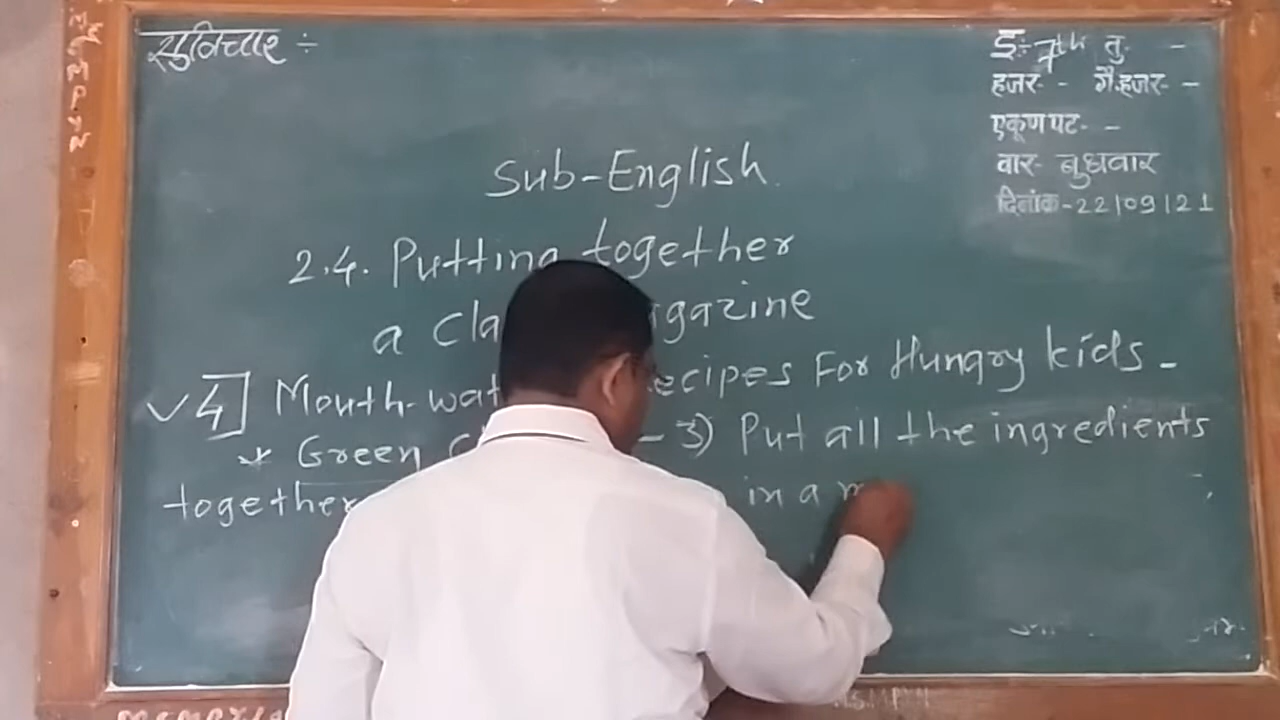 सुविचार ÷
इ÷ 7th तु. -
हजर- - गैरहजर- -
एकूण पट- -
वार- बुधवार
दिनांक-22/09/21
Sub-English
2.4. Putting together
a Cla gazine
✓ 4] Mouth-wat ecipes For Hungry kids -
* Green - 3) Put all the ingredients
together in a